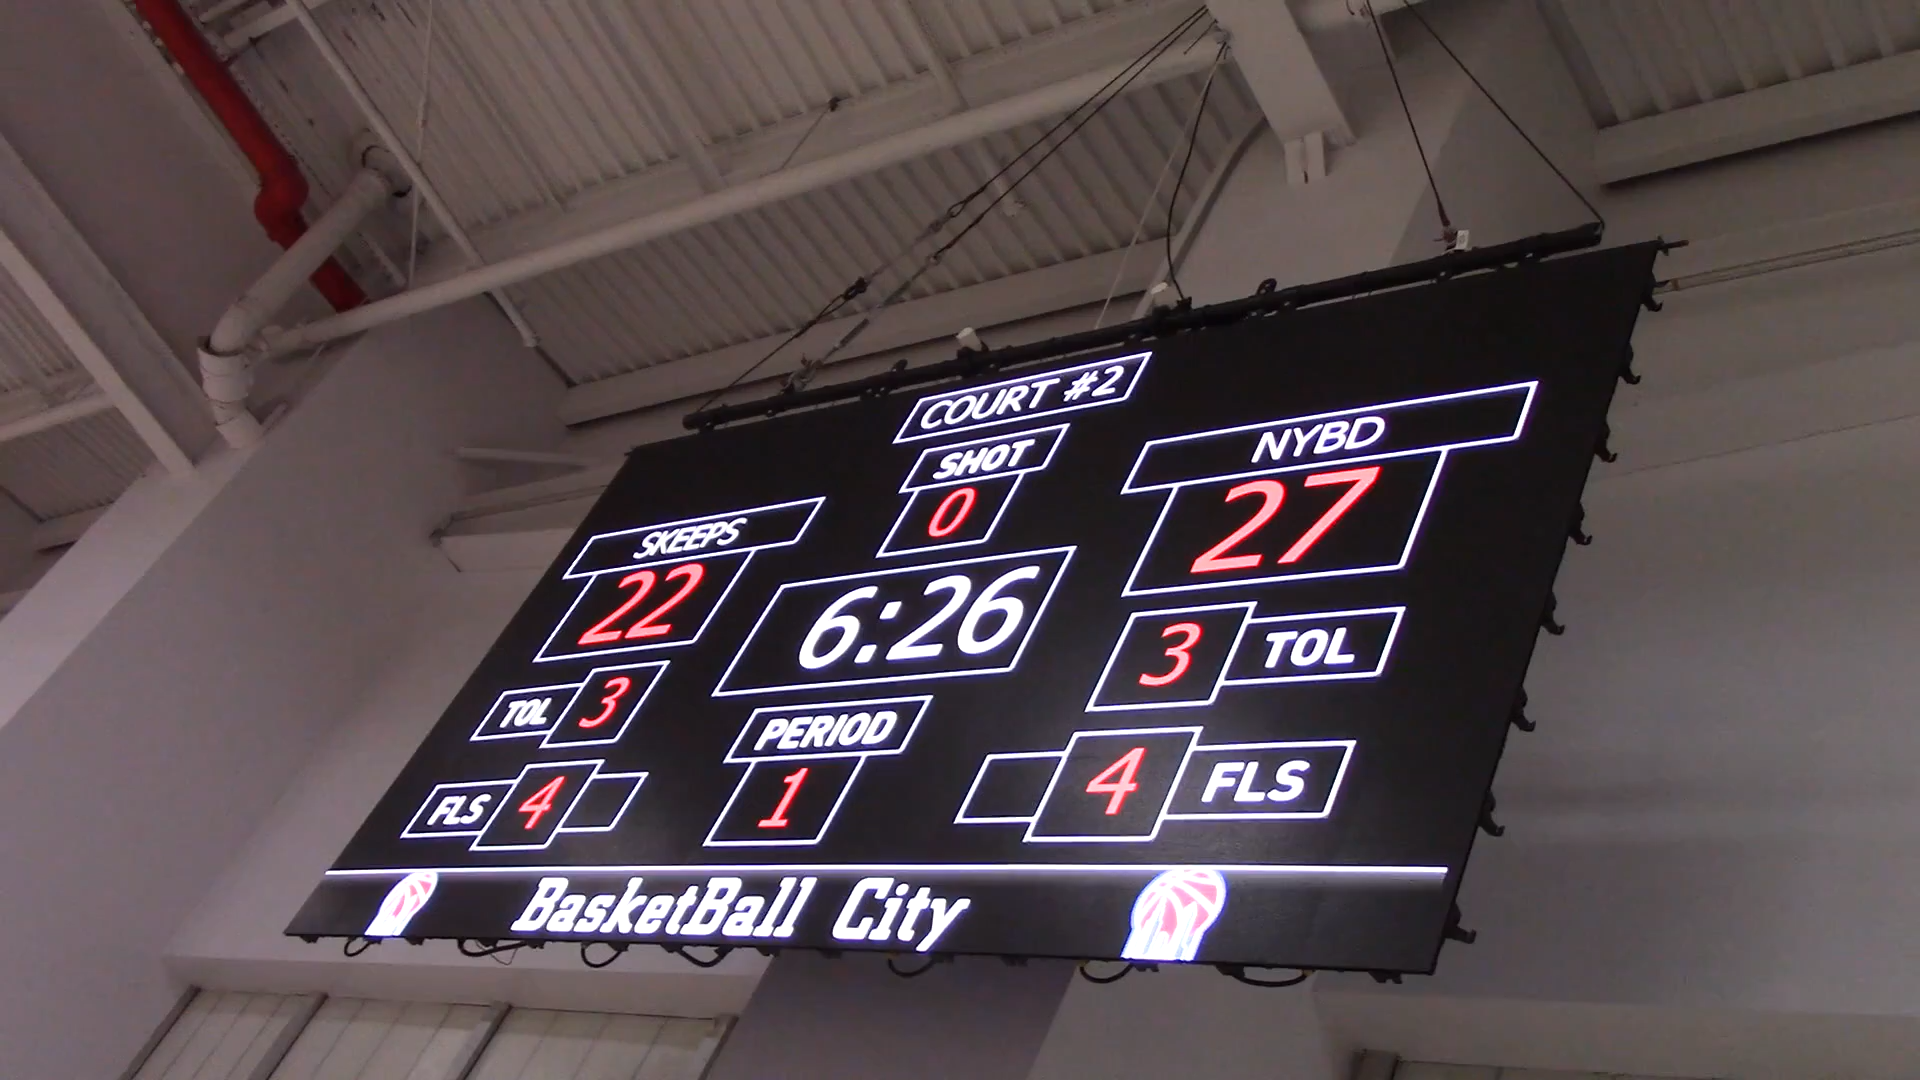 COURT #2
SHOT
0
SKEEPS
22
NYBD
27
6:26
TOL 3
3 TOL
PERIOD
1
FLS 4
4 FLS
BasketBall City